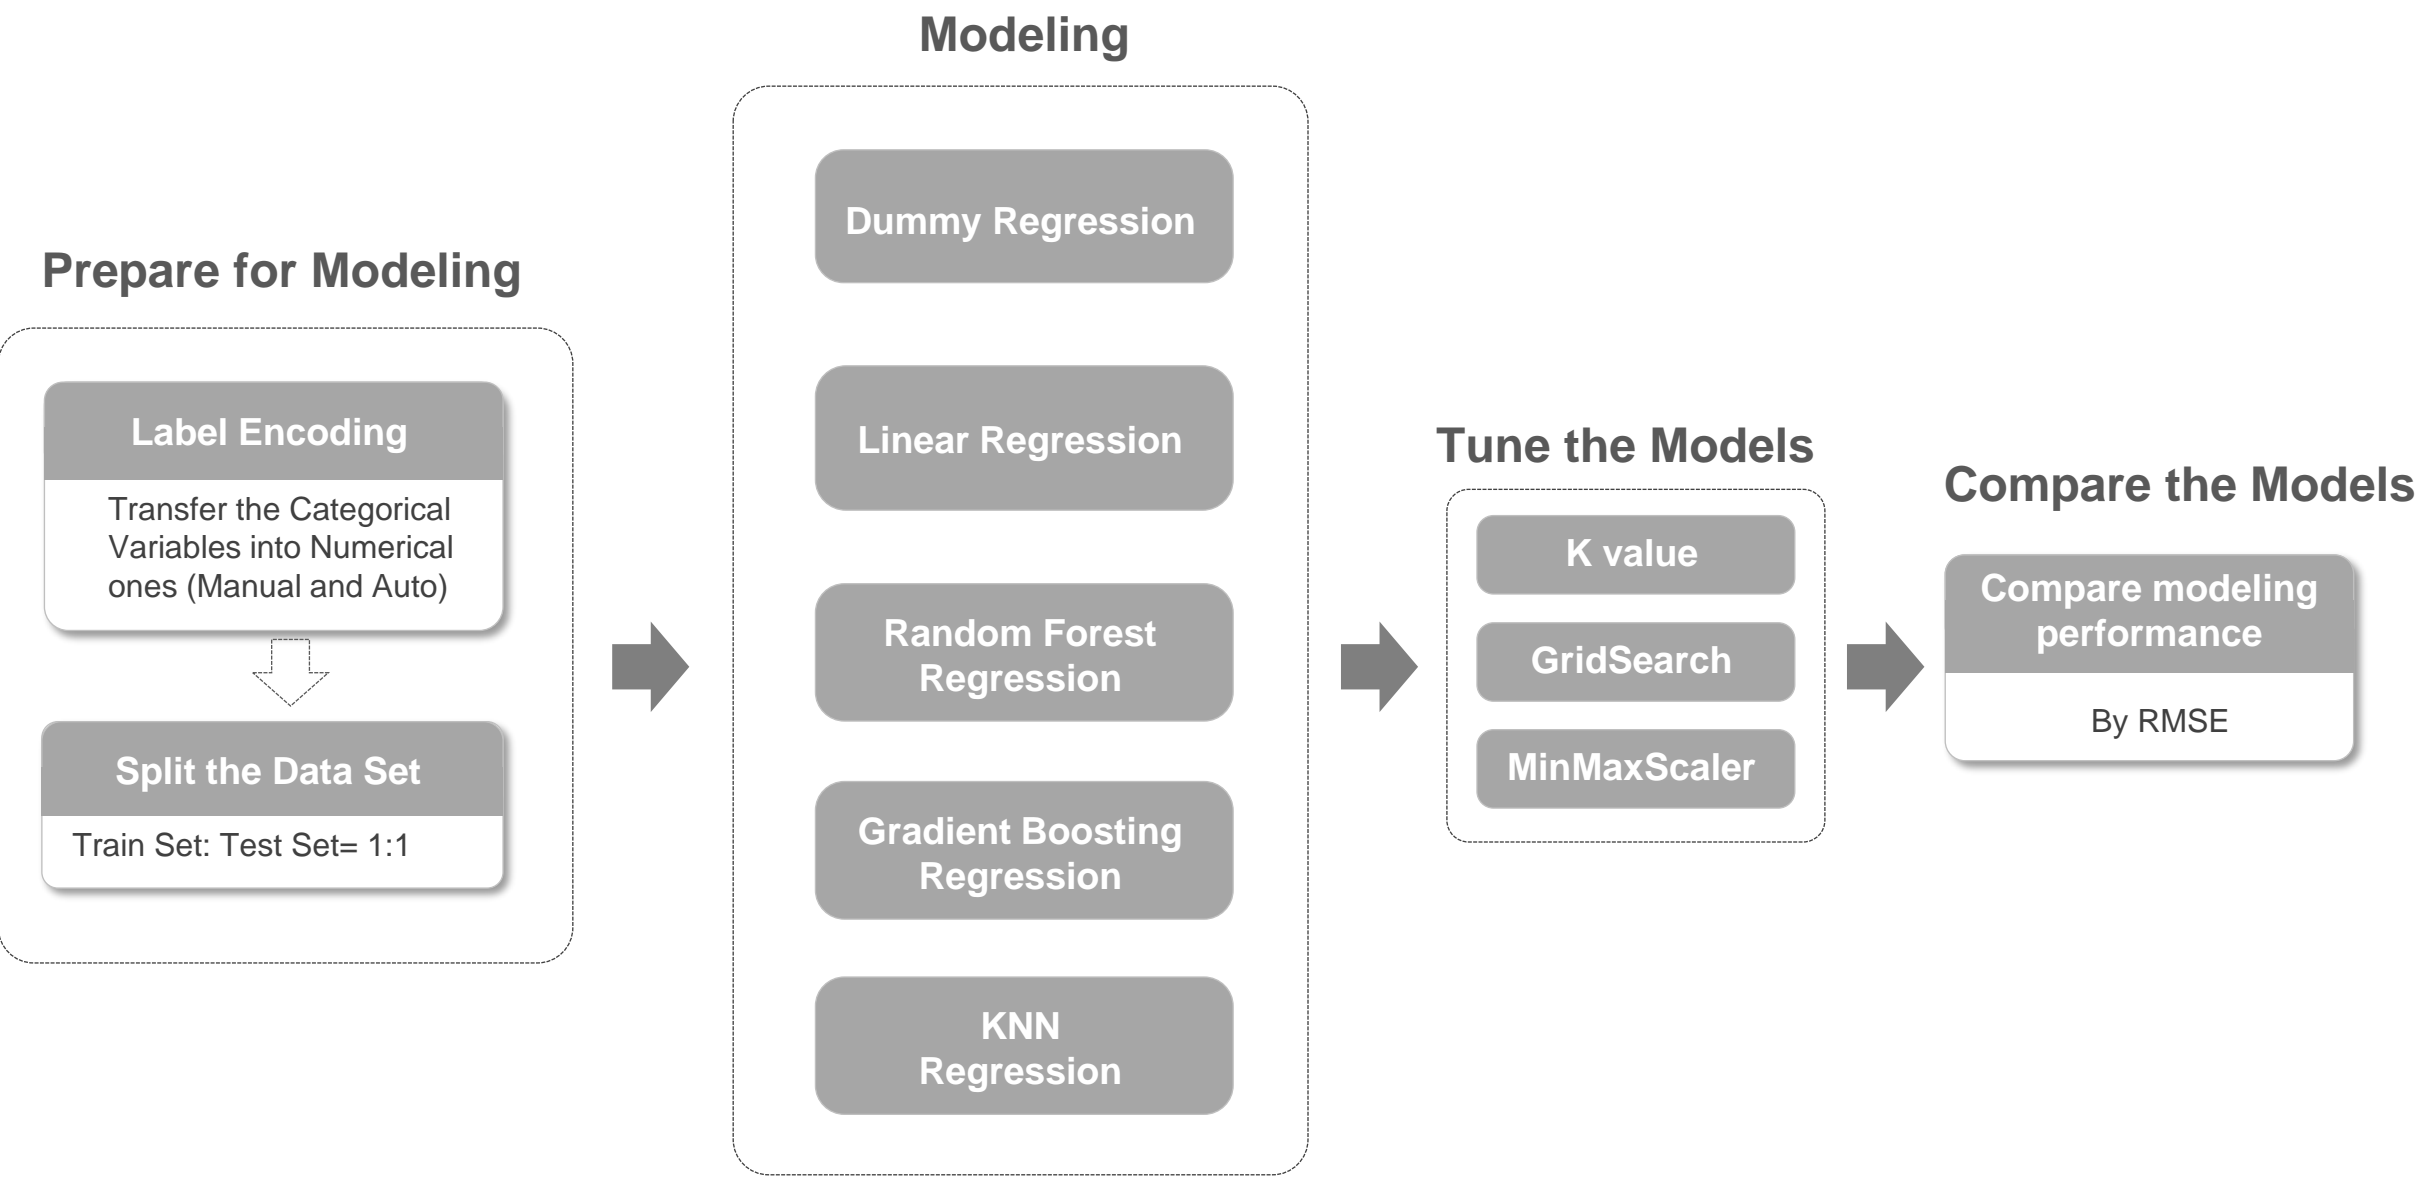 Prepare for Modeling
Label Encoding
Transfer the Categorical
Variables into Numerical
ones (Manual and Auto)
Split the Data Set
Train Set: Test Set= 1:1
Modeling
Dummy Regression
Linear Regression
Random Forest
Regression
Gradient Boosting
Regression
KNN
Regression
Tune the Models
K value
GridSearch
MinMaxScaler
Compare the Models
Compare modeling
performance
By RMSE